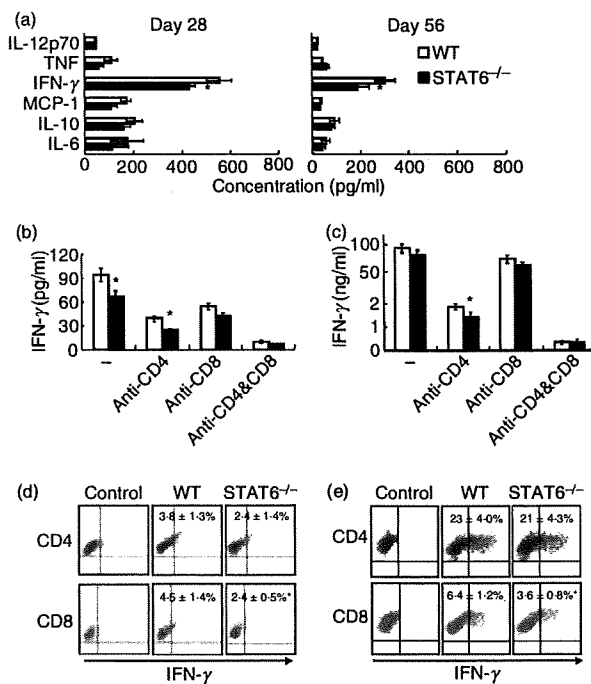 (a)
Day 28
Day 56
IL-12p70
TNF
IFN-γ
MCP-1
IL-10
IL-6
*
*
WT
STAT6−/−
0 200 400 600 800
0 200 400 600 800
Concentration (pg/ml)
(b)
IFN-γ (pg/ml)
120
90
60
30
0
*
*
–
Anti-CD4
Anti-CD8
Anti-CD4&CD8
(c)
IFN-γ (ng/ml)
100
50
2
1
0
*
–
Anti-CD4
Anti-CD8
Anti-CD4&CD8
(d)
Control WT STAT6−/−
CD4
3·8 ± 1·3% 2·4 ± 1·4%
CD8
4·5 ± 1·4% 2·4 ± 0·5%*
IFN-γ
(e)
Control WT STAT6−/−
CD4
23 ± 4·0% 21 ± 4·3%
CD8
6·4 ± 1·2% 3·6 ± 0·8%*
IFN-γ